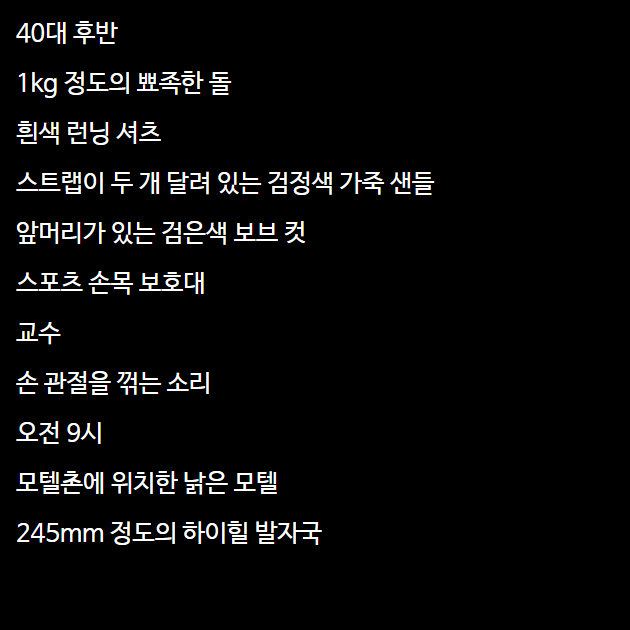 40대 후반
1kg 정도의 뾰족한 돌
흰색 런닝 셔츠
스트랩이 두 개 달려 있는 검정색 가죽 샌들
앞머리가 있는 검은색 보브 컷
스포츠 손목 보호대
교수
손 관절을 꺾는 소리
오전 9시
모텔촌에 위치한 낡은 모텔
245mm 정도의 하이힐 발자국